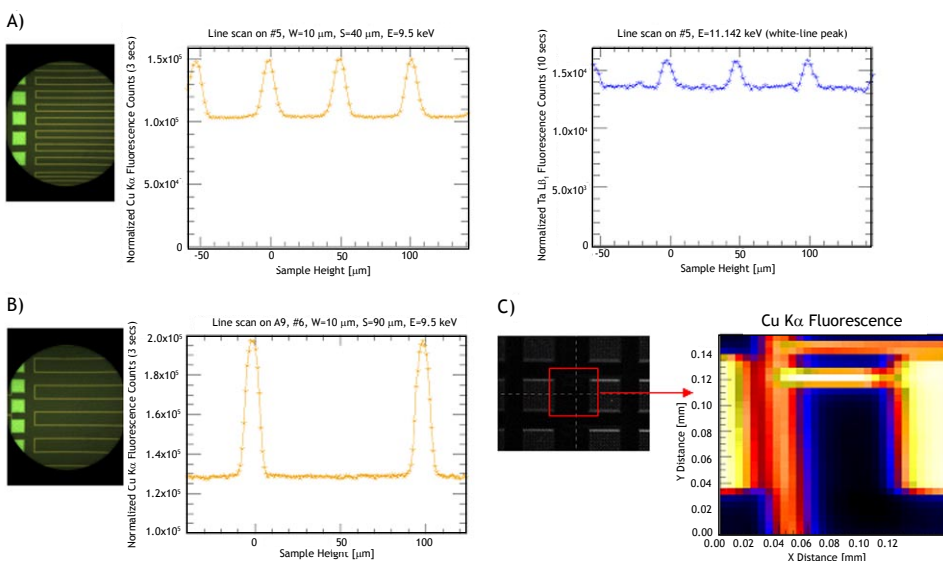 A)
Line scan on #5, W=10 μm, S=40 μm, E=9.5 keV
Normalized Cu Kα Fluorescence Counts (3 secs)
1.5x10⁵
1.0x10⁵
5.0x10⁴
0
-50
0
50
100
Sample Height [μm]
Line scan on #5, E=11.142 keV (white-line peak)
Normalized Ta Lβ₁ Fluorescence Counts (10 secs)
1.5x10⁴
1.0x10⁴
5.0x10³
0
-50
0
50
100
Sample Height [μm]
B)
Line scan on A9, #6, W=10 μm, S=90 μm, E=9.5 keV
Normalized Cu Kα Fluorescence Counts (3 secs)
2.0x10⁵
1.8x10⁵
1.6x10⁵
1.4x10⁵
1.2x10⁵
1.0x10⁵
0
50
100
Sample Height [μm]
C)
Cu Kα Fluorescence
Y Distance [mm]
0.14
0.12
0.10
0.08
0.06
0.04
0.02
0.00
0.00 0.02 0.04 0.06 0.08 0.10 0.12
X Distance [mm]